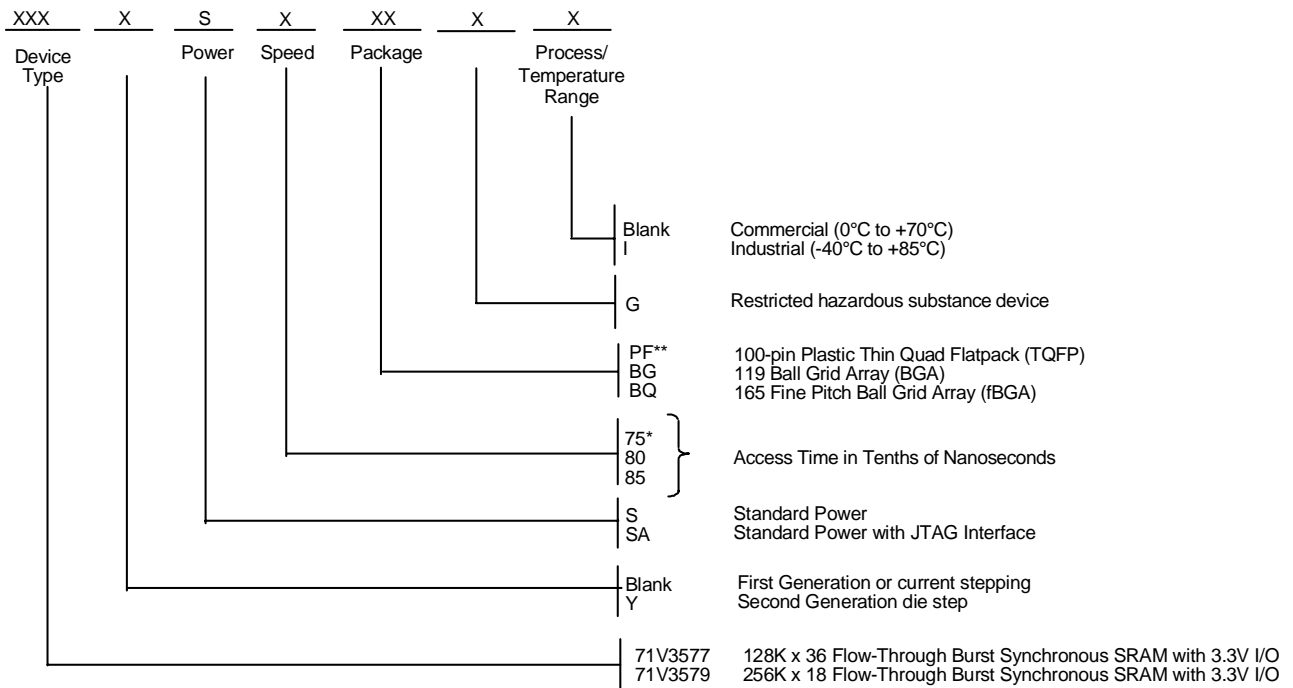 XXX X S X XX X X
Device Type
Power
Speed
Package
Process/
Temperature
Range
Blank Commercial (0°C to +70°C)
I Industrial (-40°C to +85°C)
G Restricted hazardous substance device
PF** 100-pin Plastic Thin Quad Flatpack (TQFP)
BG 119 Ball Grid Array (BGA)
BQ 165 Fine Pitch Ball Grid Array (fBGA)
75*
80 Access Time in Tenths of Nanoseconds
85
S Standard Power
SA Standard Power with JTAG Interface
Blank First Generation or current stepping
Y Second Generation die step
71V3577 128K x 36 Flow-Through Burst Synchronous SRAM with 3.3V I/O
71V3579 256K x 18 Flow-Through Burst Synchronous SRAM with 3.3V I/O